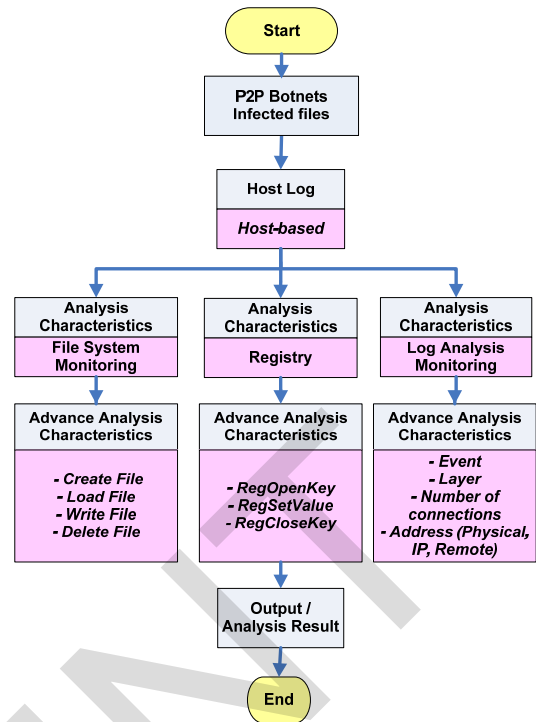 Start
P2P Botnets
Infected files
Host Log
Host-based
Analysis
Characteristics
File System
Monitoring
Analysis
Characteristics
Registry
Analysis
Characteristics
Log Analysis
Monitoring
Advance Analysis
Characteristics
- Create File
- Load File
- Write File
- Delete File
Advance Analysis
Characteristics
- RegOpenKey
- RegSetValue
- RegCloseKey
Advance Analysis
Characteristics
- Event
- Layer
- Number of
connections
- Address (Physical,
IP, Remote)
Output /
Analysis Result
End